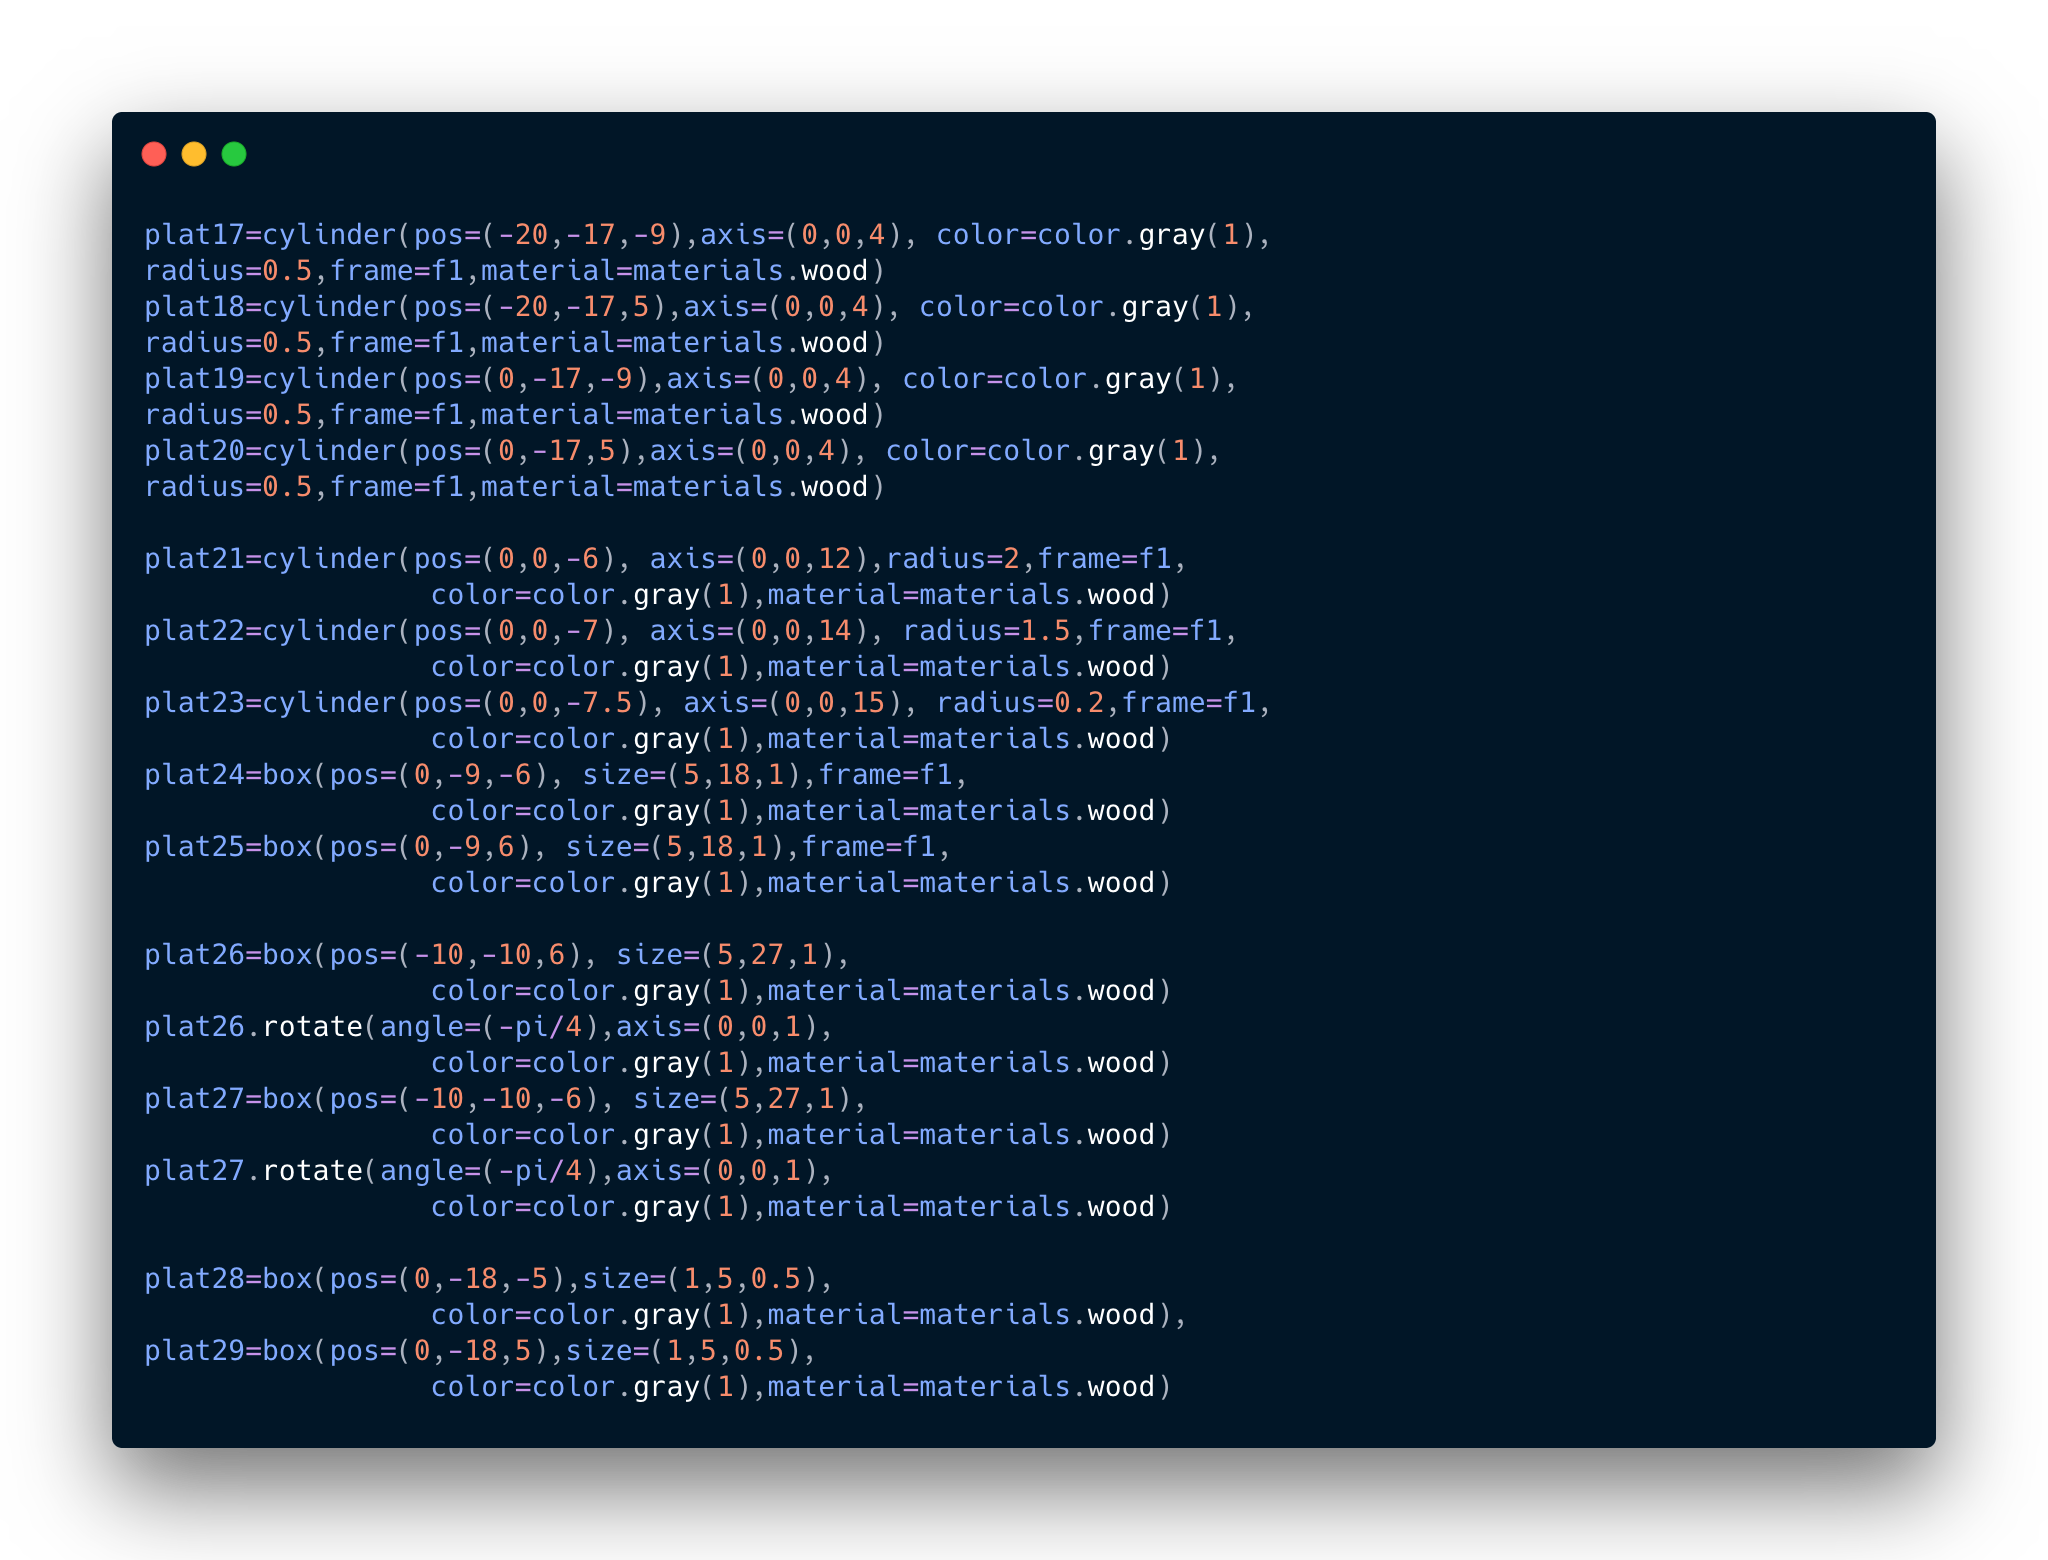 plat17=cylinder(pos=(-20,-17,-9),axis=(0,0,4), color=color.gray(1),
radius=0.5,frame=f1,material=materials.wood)
plat18=cylinder(pos=(-20,-17,5),axis=(0,0,4), color=color.gray(1),
radius=0.5,frame=f1,material=materials.wood)
plat19=cylinder(pos=(0,-17,-9),axis=(0,0,4), color=color.gray(1),
radius=0.5,frame=f1,material=materials.wood)
plat20=cylinder(pos=(0,-17,5),axis=(0,0,4), color=color.gray(1),
radius=0.5,frame=f1,material=materials.wood)

plat21=cylinder(pos=(0,0,-6), axis=(0,0,12),radius=2,frame=f1,
                 color=color.gray(1),material=materials.wood)
plat22=cylinder(pos=(0,0,-7), axis=(0,0,14), radius=1.5,frame=f1,
                 color=color.gray(1),material=materials.wood)
plat23=cylinder(pos=(0,0,-7.5), axis=(0,0,15), radius=0.2,frame=f1,
                 color=color.gray(1),material=materials.wood)
plat24=box(pos=(0,-9,-6), size=(5,18,1),frame=f1,
                 color=color.gray(1),material=materials.wood)
plat25=box(pos=(0,-9,6), size=(5,18,1),frame=f1,
                 color=color.gray(1),material=materials.wood)

plat26=box(pos=(-10,-10,6), size=(5,27,1),
                 color=color.gray(1),material=materials.wood)
plat26.rotate(angle=(-pi/4),axis=(0,0,1),
                 color=color.gray(1),material=materials.wood)
plat27=box(pos=(-10,-10,-6), size=(5,27,1),
                 color=color.gray(1),material=materials.wood)
plat27.rotate(angle=(-pi/4),axis=(0,0,1),
                 color=color.gray(1),material=materials.wood)

plat28=box(pos=(0,-18,-5),size=(1,5,0.5),
                 color=color.gray(1),material=materials.wood),
plat29=box(pos=(0,-18,5),size=(1,5,0.5),
                 color=color.gray(1),material=materials.wood)